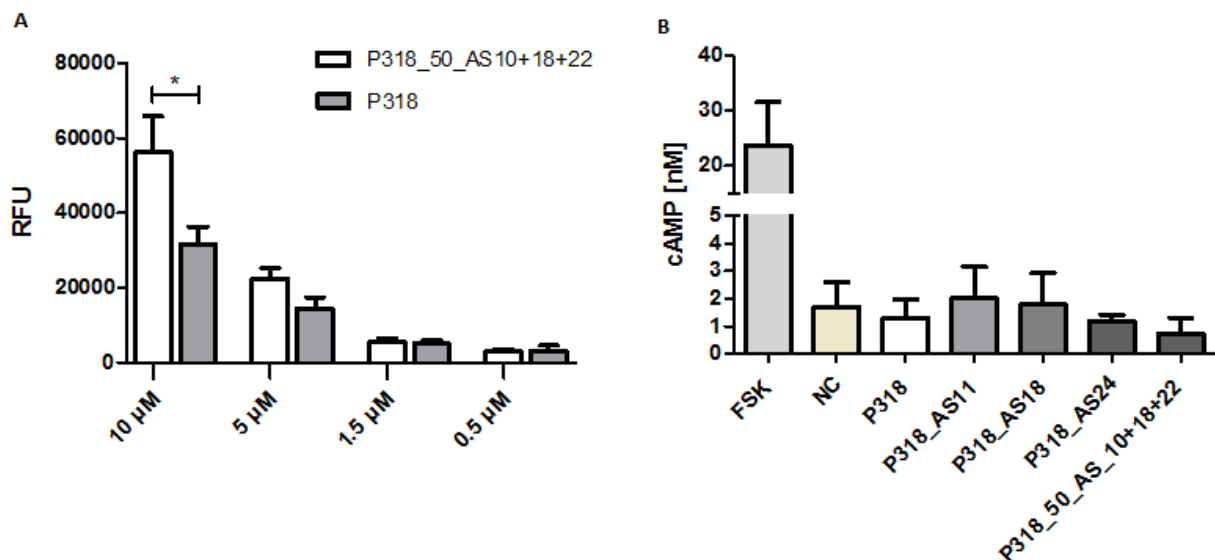 A
80000
60000
40000
20000
0
RFU
*
P318_50_AS10+18+22
P318
10 µM
5 µM
1.5 µM
0.5 µM
B
40
30
20
5
4
3
2
1
0
cAMP [nM]
FSK
NC
P318
P318_AS11
P318_AS18
P318_AS24
P318_50_AS_10+18+22